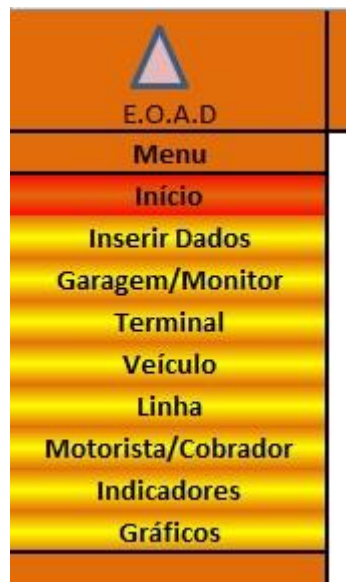 E.O.A.D
Menu
Início
Inserir Dados
Garagem/Monitor
Terminal
Veículo
Linha
Motorista/Cobrador
Indicadores
Gráficos